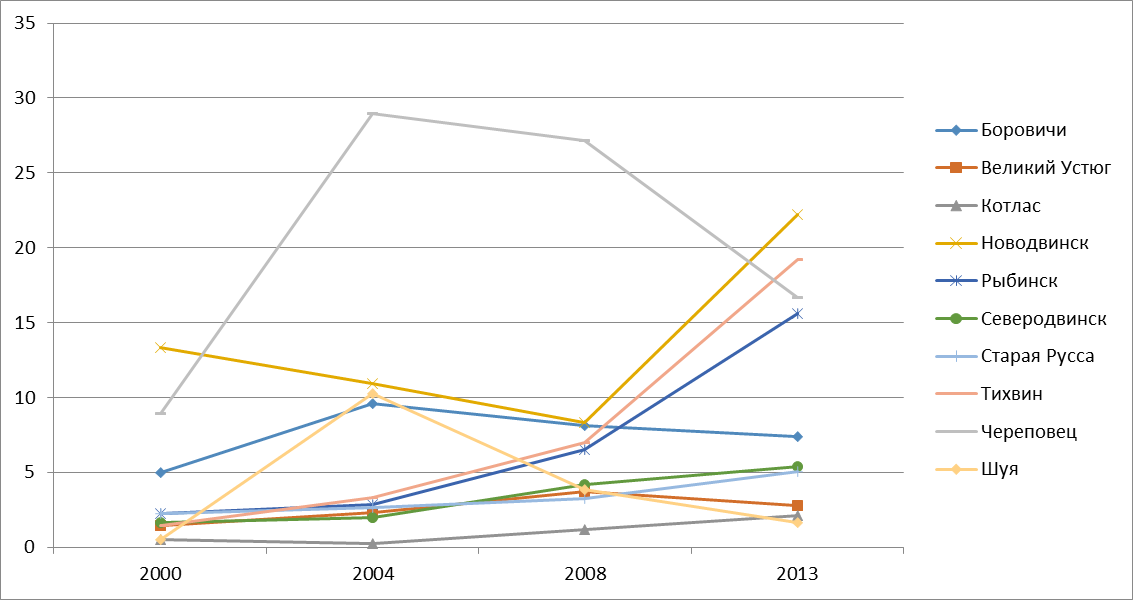 35
30
25
20
15
10
5
0
2000 2004 2008 2013
Боровичи
Великий Устюг
Котлас
Новодвинск
Рыбинск
Северодвинск
Старая Русса
Тихвин
Череповец
Шуя